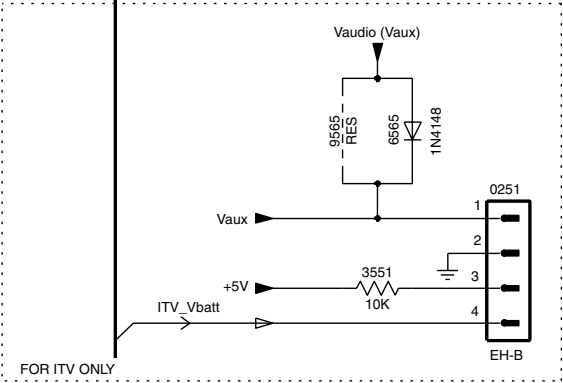 Vaudio (Vaux)
9565
RES
6565
1N4148
0251
1
Vaux
2
3551
3
+5V
10K
ITV_Vbatt
4
EH-B
FOR ITV ONLY